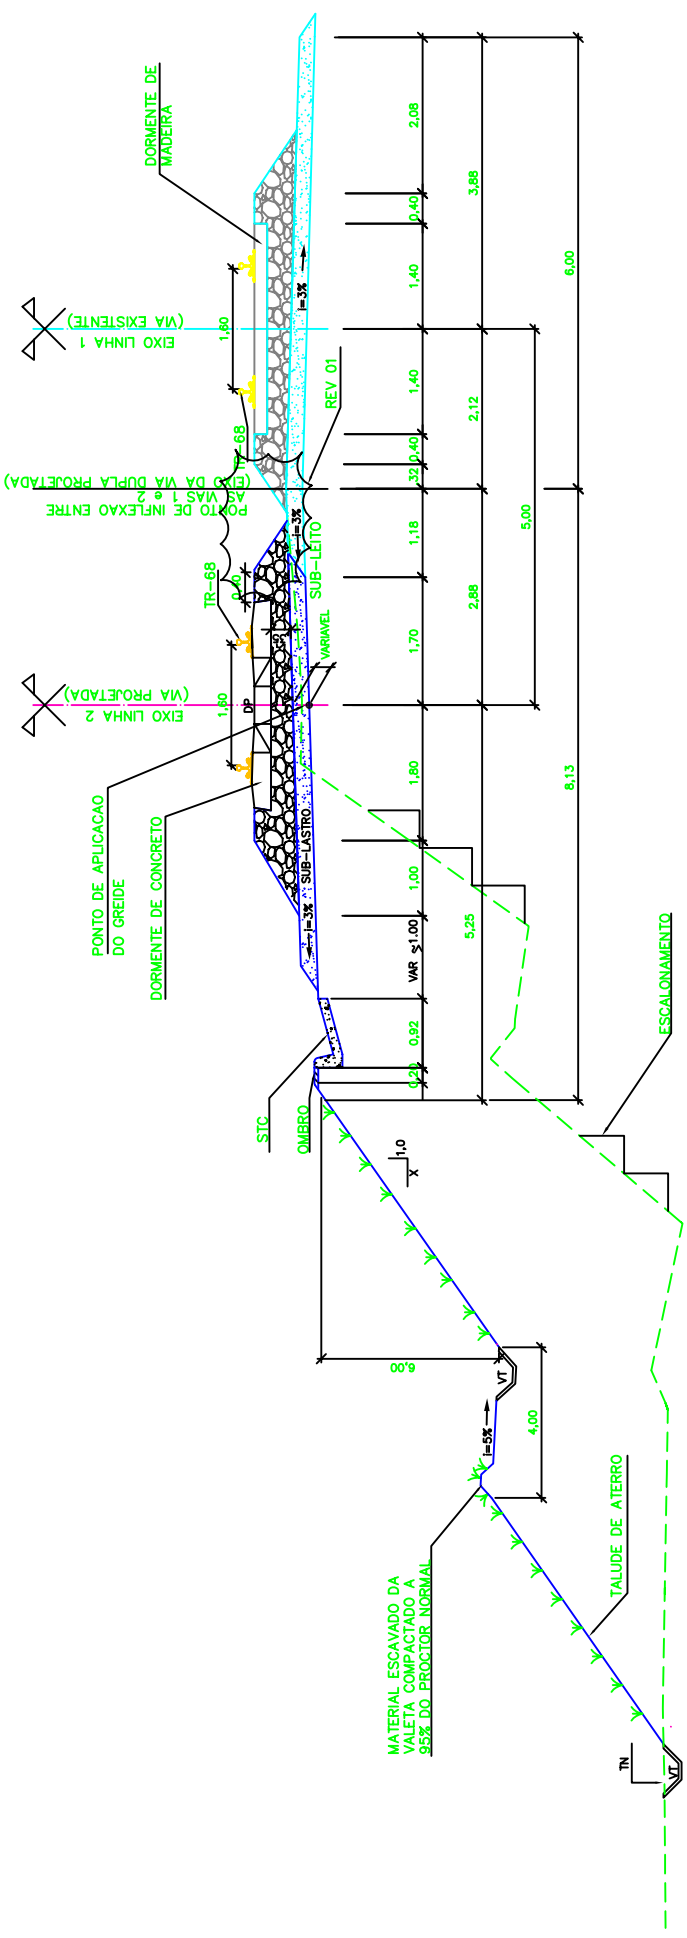 DORMENTE DE
MADEIRA
EIXO LINHA 1
(VIA EXISTENTE)
1,60
TR-68
i=3%
REV 01
PONTO DE INFLEXAO ENTRE
AS VIAS 1 e 2
(EIXO DA VIA DUPLA PROJETADA)
TR-68
0,40
i=3%
SUB-LEITO
VARIAVEL
EIXO LINHA 2
(VIA PROJETADA)
1,60
DP
PONTO DE APLICACAO
DO GREIDE
DORMENTE DE CONCRETO
SUB-LASTRO
i=3%
STC
OMBRO
2,08
0,40
1,40
1,40
0,40
,32
1,18
1,70
1,80
1,00
VAR ≥1.00
0,92
0,20
3,88
2,12
2,88
5,25
5,00
6,00
8,13
1,0
X
ESCALONAMENTO
6,00
VT
i=5%
4,00
MATERIAL ESCAVADO DA
VALETA COMPACTADO A
95% DO PROCTOR NORMAL
TALUDE DE ATERRO
TN
VT